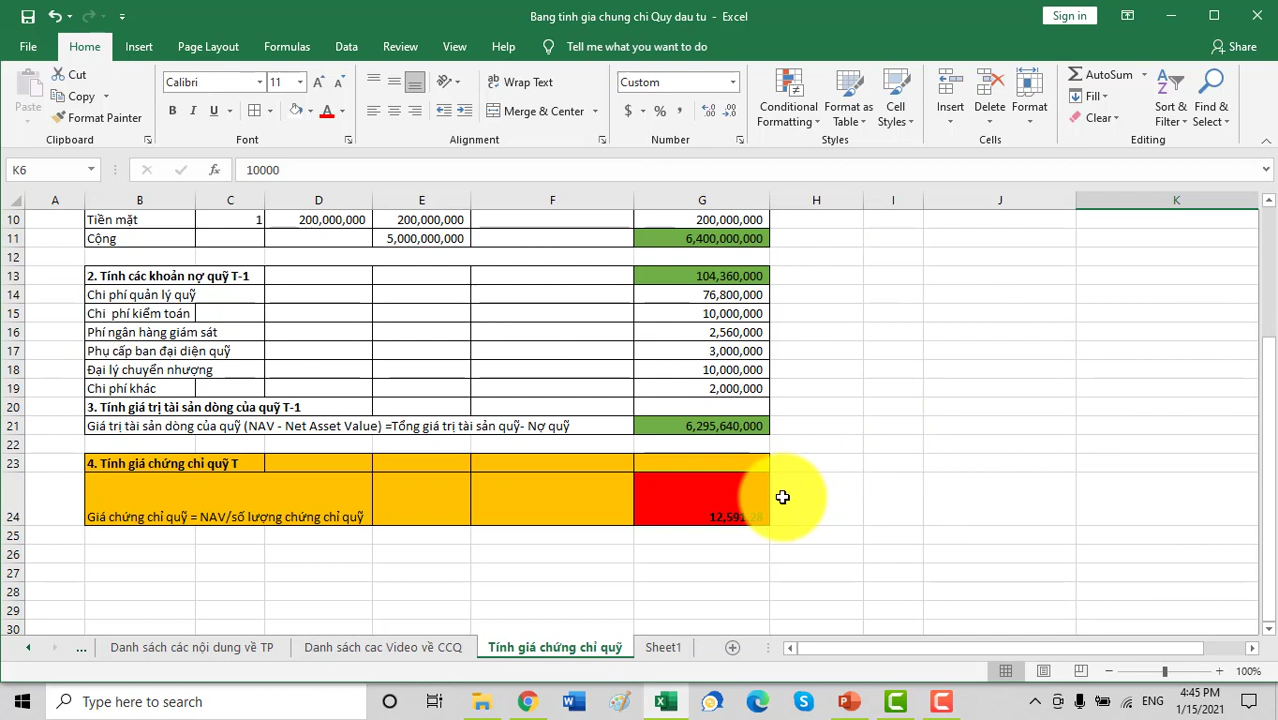 Bang tinh gia chung chi Quy dau tu - Excel
Sign in
File Home Insert Page Layout Formulas Data Review View Help Tell me what you want to do Share
Paste
Cut
Copy
Format Painter
Clipboard
Calibri 11
B I U
Font
Wrap Text
Merge & Center
Alignment
Custom
$ % ,
Number
Conditional Formatting
Format as Table
Cell Styles
Styles
Insert
Delete
Format
Cells
AutoSum
Fill
Clear
Sort & Filter
Find & Select
Editing
K6 fx 10000
A B C D E F G H I J K
10 Tiền mặt 1 200,000,000 200,000,000 200,000,000
11 Cộng 5,000,000,000 6,400,000,000
12
13 2. Tính các khoản nợ quỹ T-1 104,360,000
14 Chi phí quản lý quỹ 76,800,000
15 Chi phí kiểm toán 10,000,000
16 Phí ngân hàng giám sát 2,560,000
17 Phụ cấp ban đại diện quỹ 3,000,000
18 Đại lý chuyển nhượng 10,000,000
19 Chi phí khác 2,000,000
20 3. Tính giá trị tài sản dòng của quỹ T-1
21 Giá trị tài sản dòng của quỹ (NAV - Net Asset Value) =Tổng giá trị tài sản quỹ- Nợ quỹ 6,295,640,000
22
23 4. Tính giá chứng chỉ quỹ T
24 Giá chứng chỉ quỹ = NAV/số lượng chứng chỉ quỹ 12,591.28
25
26
27
28
29
30
... Danh sách các nội dung về TP Danh sách cac Video về CCQ Tính giá chứng chỉ quỹ Sheet1
100%
Type here to search
ENG
4:45 PM
1/15/2021